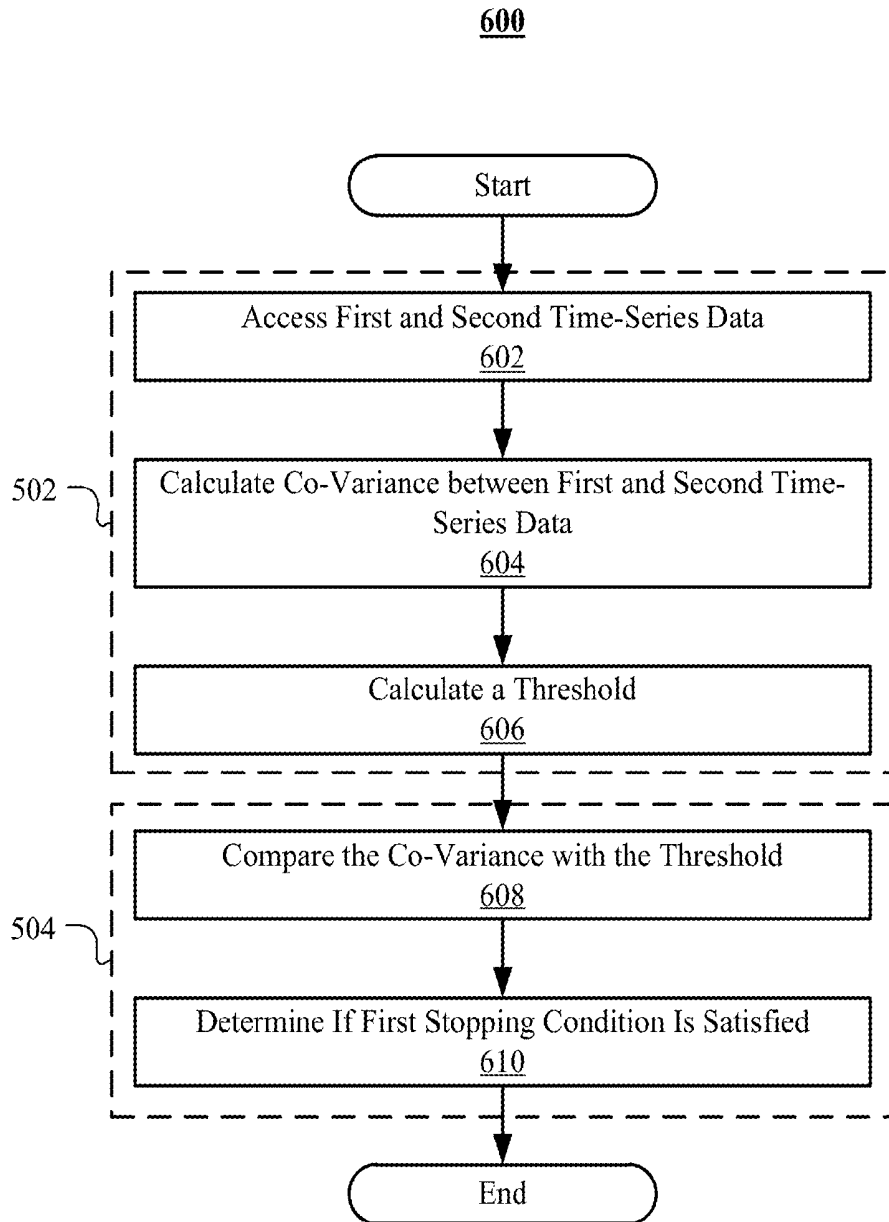 600
Start
Access First and Second Time-Series Data
602
Calculate Co-Variance between First and Second Time-
Series Data
604
502
Calculate a Threshold
606
Compare the Co-Variance with the Threshold
608
504
Determine If First Stopping Condition Is Satisfied
610
End